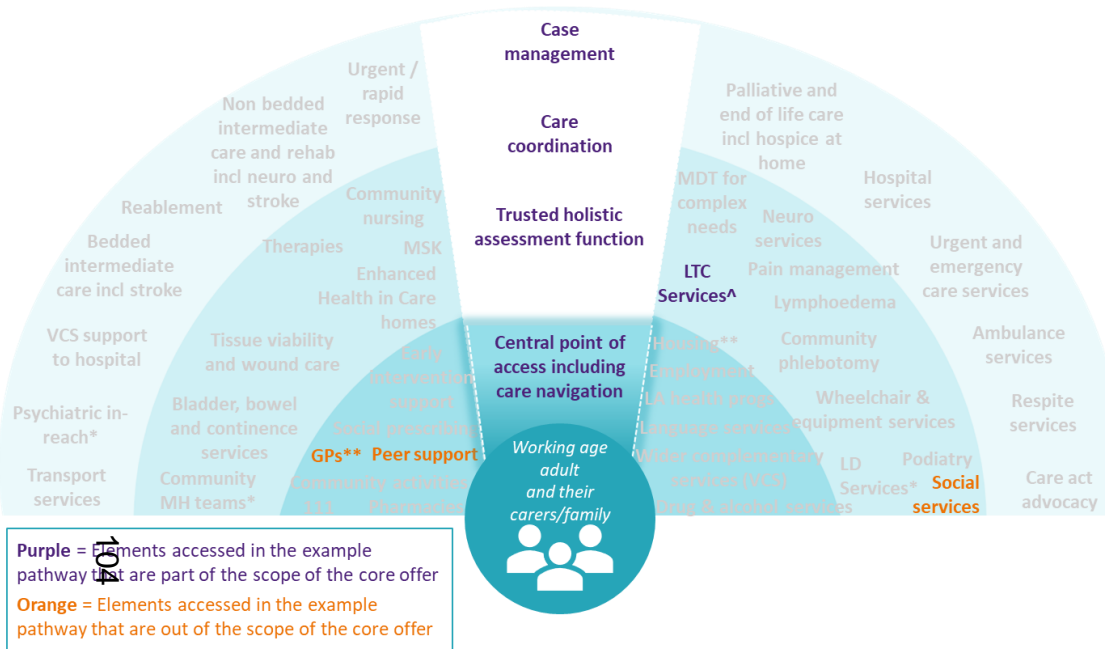 Case
management
Care
coordination
Trusted holistic
assessment function
Central point of
access including
care navigation
Working age
adult
and their
carers/family
Urgent /
rapid
response
Non bedded
intermediate
care and rehab
incl neuro and
stroke
Reablement
Bedded
intermediate
care incl stroke
VCS support
to hospital
Psychiatric in-
reach*
Transport
services
Community
nursing
Therapies
MSK
Enhanced
Health in Care
homes
Tissue viability
and wound care
Bladder, bowel
and continence
services
Community
MH teams*
Early
intervention
support
Social prescribing
GPs** Peer support
Community activities
111 Pharmacies
Palliative and
end of life care
incl hospice at
home
Hospital
services
Urgent and
emergency
care services
Ambulance
services
Respite
services
Care act
advocacy
MDT for
complex
needs
Neuro
services
LTC
Services^
Pain management
Lymphoedema
Community
phlebotomy
Wheelchair &
equipment services
LD
Services*
Podiatry
Social
services
Housing**
Employment
LA health progs
Language services
Wider complementary
services (VCS)
Drug & alcohol services
Purple = Elements accessed in the example
pathway that are part of the scope of the core offer
Orange = Elements accessed in the example
pathway that are out of the scope of the core offer
104